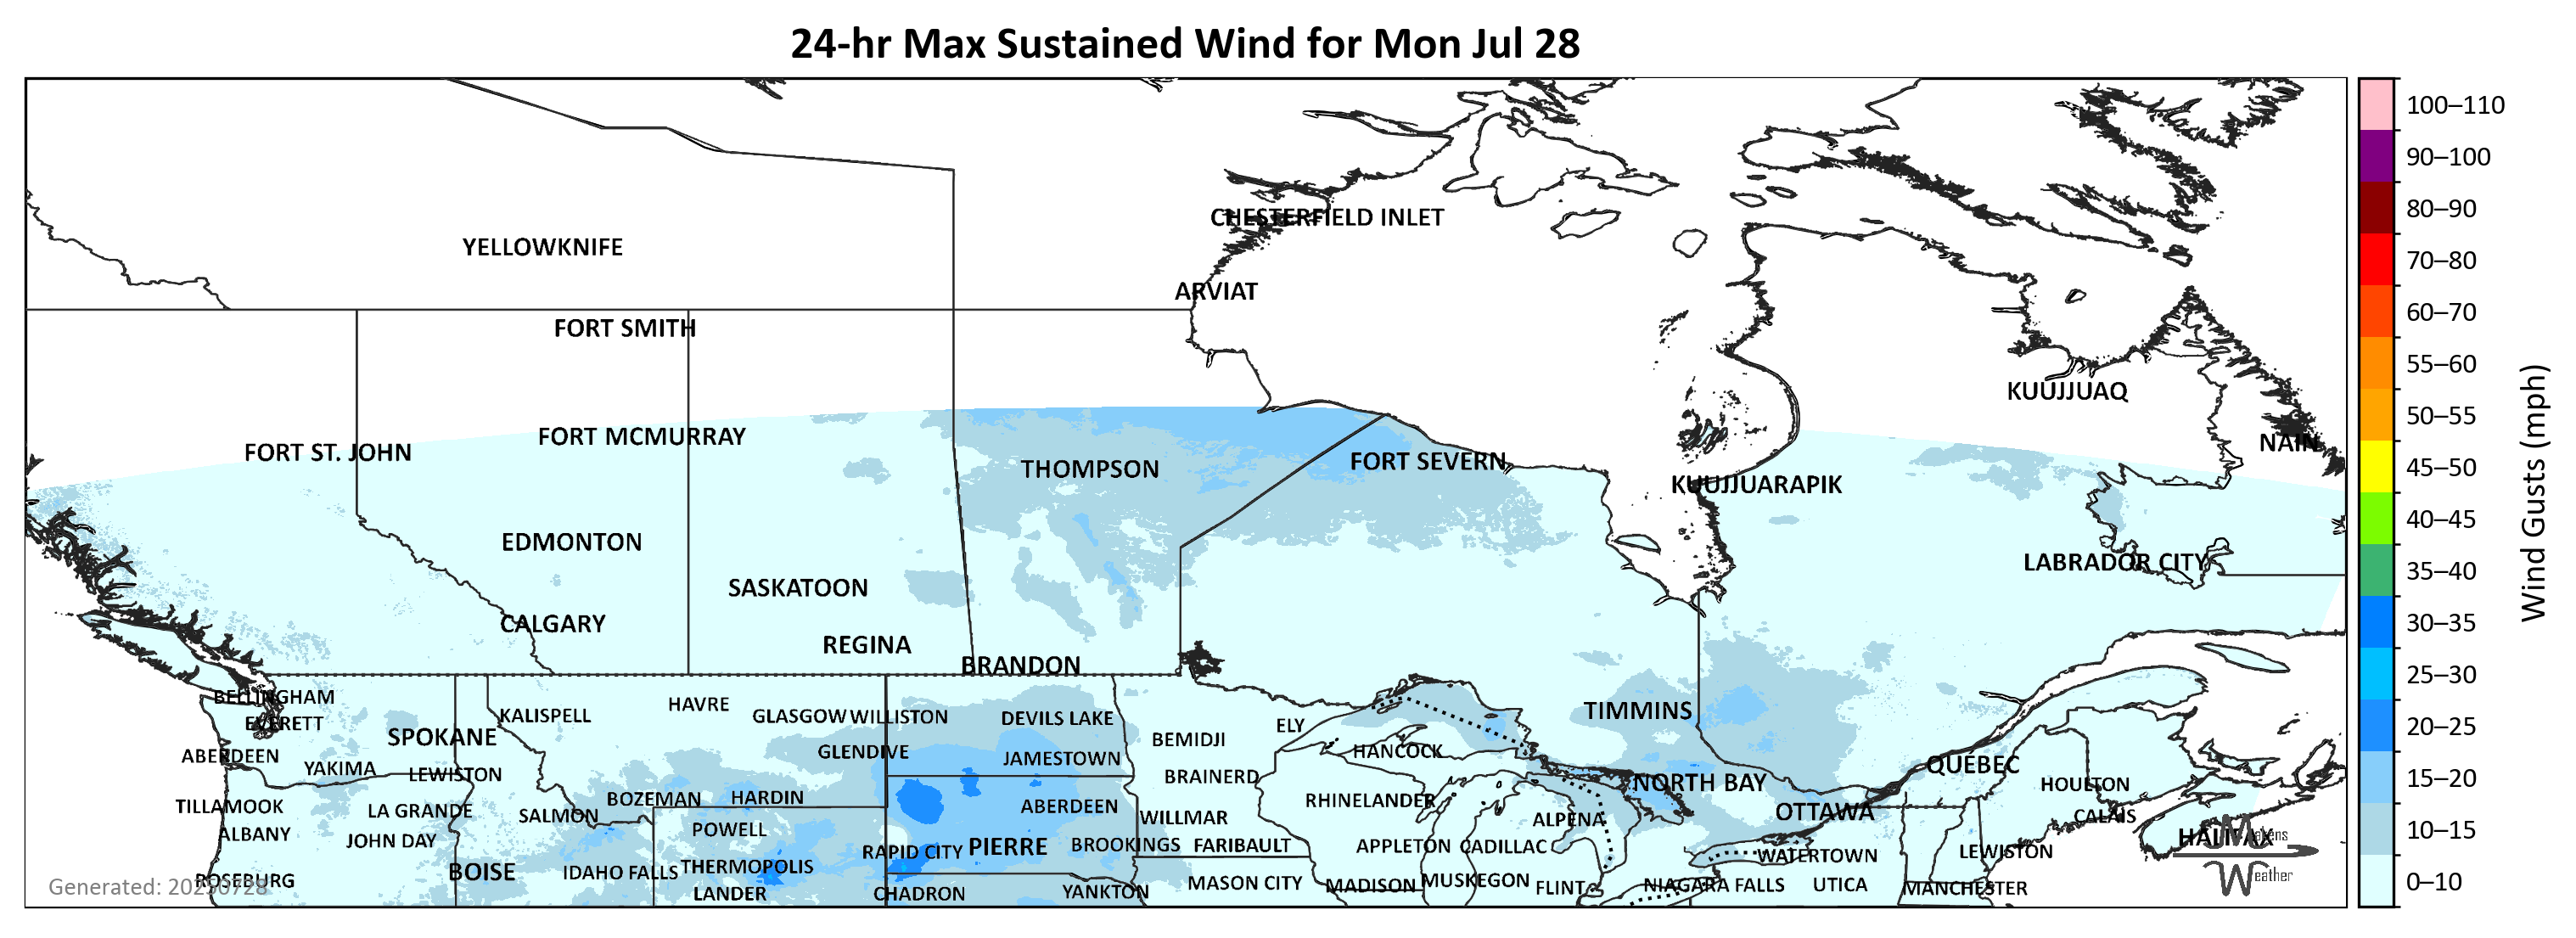 24-hr Max Sustained Wind for Mon Jul 28
CHESTERFIELD INLET
YELLOWKNIFE
ARVIAT
FORT SMITH
KUUJJUAQ
FORT MCMURRAY
NAIN
FORT ST. JOHN
FORT SEVERN
THOMPSON
KUUJJUARAPIK
EDMONTON
LABRADOR CITY
SASKATOON
CALGARY
REGINA
BRANDON
BELLINGHAM
HAVRE
KALISPELL
GLASGOW
WILLISTON
DEVILS LAKE
TIMMINS
EVERETT
ELY
SPOKANE
BEMIDJI
GLENDIVE
HANCOCK
ABERDEEN
JAMESTOWN
QUÉBEC
YAKIMA
LEWISTON
BRAINERD
NORTH BAY
HOULTON
BOZEMAN
HARDIN
RHINELANDER
TILLAMOOK
LA GRANDE
ABERDEEN
SALMON
WILLMAR
ALPENA
OTTAWA
CALAIS
ALBANY
JOHN DAY
POWELL
HALIFAX
RAPID CITY
PIERRE
BROOKINGS
FARIBAULT
APPLETON
CADILLAC
WATERTOWN
LEWISTON
BOISE
IDAHO FALLS
THERMOPOLIS
ROSEBURG
MASON CITY
MADISON
MUSKEGON
FLINT
NIAGARA FALLS
UTICA
MANCHESTER
LANDER
CHADRON
YANKTON
Generated: 20250728
Weather
100–110
90–100
80–90
70–80
60–70
55–60
50–55
45–50
40–45
35–40
30–35
25–30
20–25
15–20
10–15
0–10
Wind Gusts (mph)